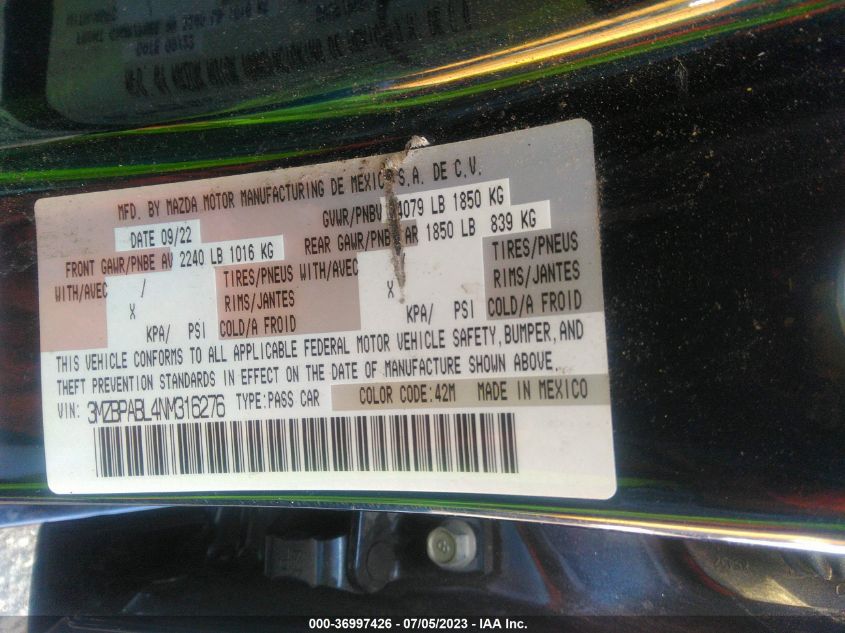 MFD. BY MAZDA MOTOR MANUFACTURING DE MEXICO S.A. DE C.V.
DATE 09/22
GVWR/PNBV 4079 LB 1850 KG
FRONT GAWR/PNBE AV 2240 LB 1016 KG
REAR GAWR/PNBE AR 1850 LB 839 KG
WITH/AVEC / TIRES/PNEUS
X RIMS/JANTES
KPA/ PSI COLD/A FROID
WITH/AVEC / TIRES/PNEUS
X RIMS/JANTES
KPA/ PSI COLD/A FROID
THIS VEHICLE CONFORMS TO ALL APPLICABLE FEDERAL MOTOR VEHICLE SAFETY, BUMPER, AND
THEFT PREVENTION STANDARDS IN EFFECT ON THE DATE OF MANUFACTURE SHOWN ABOVE.
VIN: 3MZBPABL4NM316276 TYPE:PASS CAR COLOR CODE:42M MADE IN MEXICO
000-36997426 - 07/05/2023 - IAA Inc.